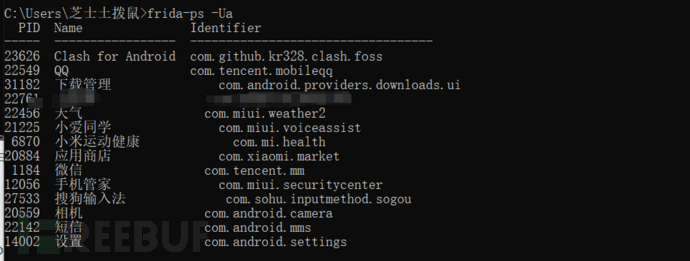 C:\Users\芝士土拨鼠>frida-ps -Ua
PID Name Identifier
----- ----------------- ---------------------------------
23626 Clash for Android com.github.kr328.clash.foss
22549 QQ com.tencent.mobileqq
31182 下载管理 com.android.providers.downloads.ui
22761
22456 天气 com.miui.weather2
21225 小爱同学 com.miui.voiceassist
6870 小米运动健康 com.mi.health
20884 应用商店 com.xiaomi.market
1184 微信 com.tencent.mm
12056 手机管家 com.miui.securitycenter
27533 搜狗输入法 com.sohu.inputmethod.sogou
20559 相机 com.android.camera
22142 短信 com.android.mms
14002 设置 com.android.settings
FREEBUF